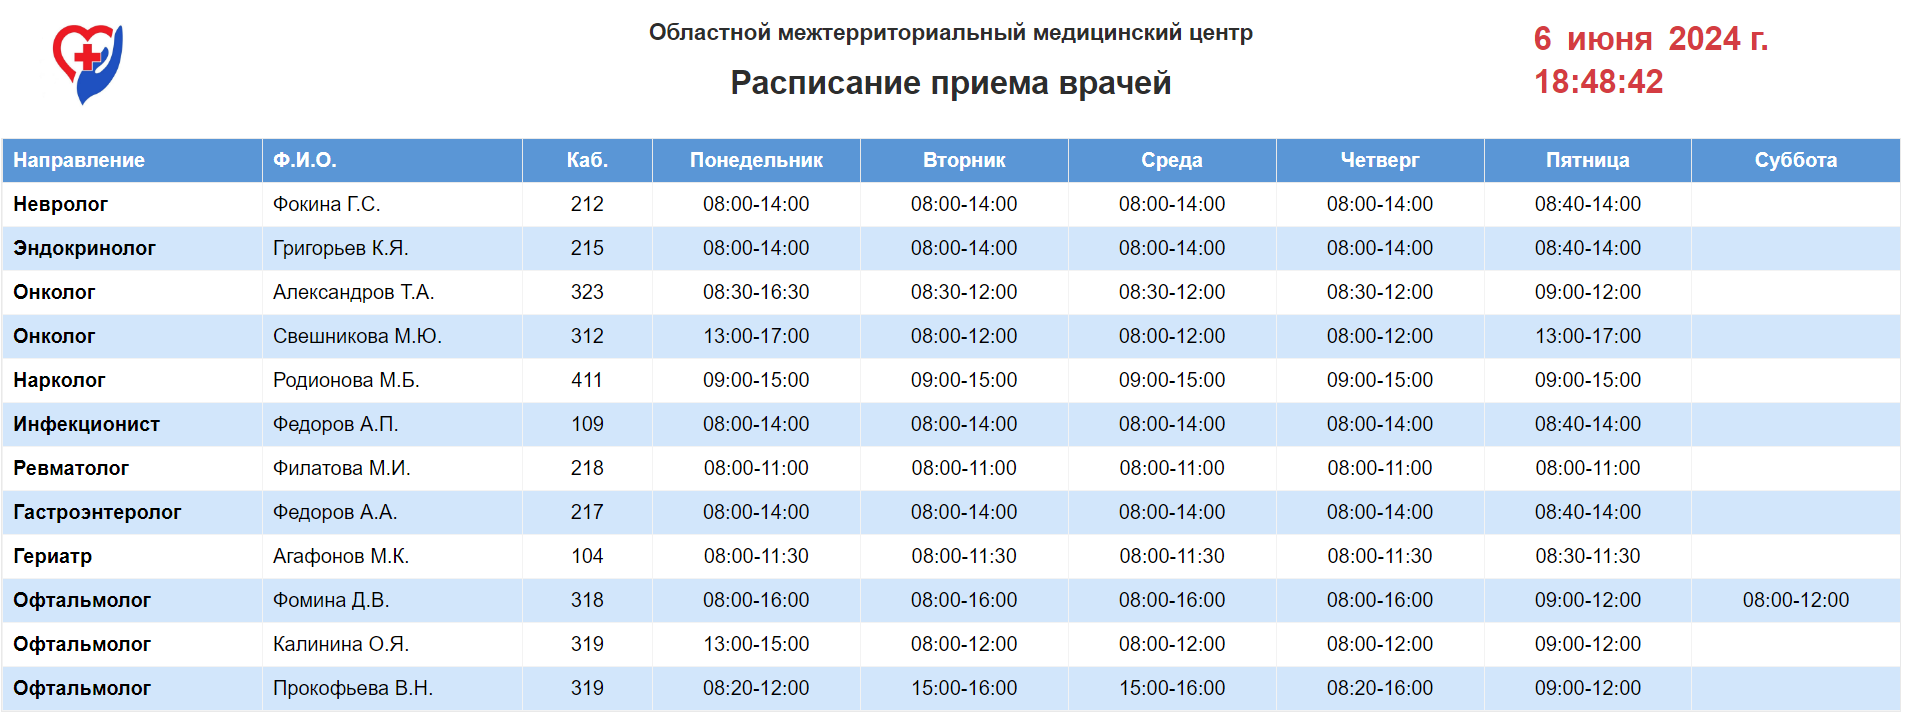 Областной межтерриториальный медицинский центр
Расписание приема врачей
6 июня 2024 г.
18:48:42
Направление Ф.И.О. Каб. Понедельник Вторник Среда Четверг Пятница Суббота
Невролог Фокина Г.С. 212 08:00-14:00 08:00-14:00 08:00-14:00 08:00-14:00 08:40-14:00
Эндокринолог Григорьев К.Я. 215 08:00-14:00 08:00-14:00 08:00-14:00 08:00-14:00 08:40-14:00
Онколог Александров Т.А. 323 08:30-16:30 08:30-12:00 08:30-12:00 08:30-12:00 09:00-12:00
Онколог Свешникова М.Ю. 312 13:00-17:00 08:00-12:00 08:00-12:00 08:00-12:00 13:00-17:00
Нарколог Родионова М.Б. 411 09:00-15:00 09:00-15:00 09:00-15:00 09:00-15:00 09:00-15:00
Инфекционист Федоров А.П. 109 08:00-14:00 08:00-14:00 08:00-14:00 08:00-14:00 08:40-14:00
Ревматолог Филатова М.И. 218 08:00-11:00 08:00-11:00 08:00-11:00 08:00-11:00 08:00-11:00
Гастроэнтеролог Федоров А.А. 217 08:00-14:00 08:00-14:00 08:00-14:00 08:00-14:00 08:40-14:00
Гериатр Агафонов М.К. 104 08:00-11:30 08:00-11:30 08:00-11:30 08:00-11:30 08:30-11:30
Офтальмолог Фомина Д.В. 318 08:00-16:00 08:00-16:00 08:00-16:00 08:00-16:00 09:00-12:00 08:00-12:00
Офтальмолог Калинина О.Я. 319 13:00-15:00 08:00-12:00 08:00-12:00 08:00-12:00 09:00-12:00
Офтальмолог Прокофьева В.Н. 319 08:20-12:00 15:00-16:00 15:00-16:00 08:20-16:00 09:00-12:00